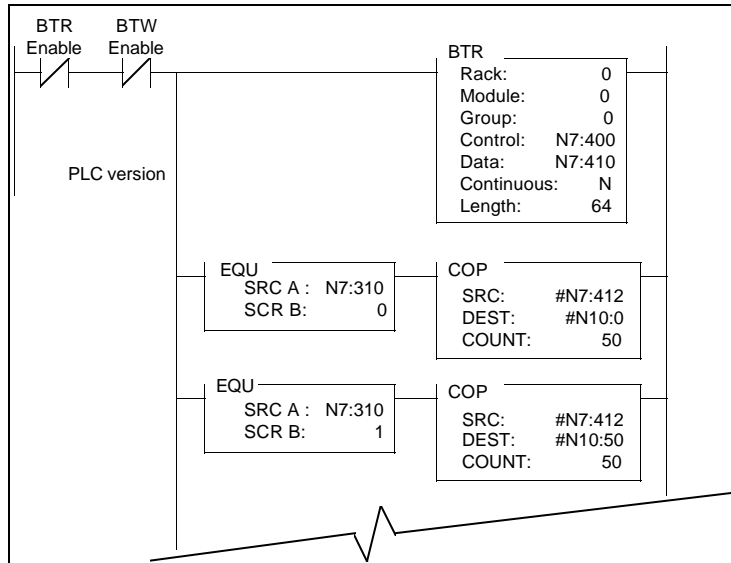 BTR BTW
Enable Enable
BTR
Rack: 0
Module: 0
Group: 0
Control: N7:400
Data: N7:410
Continuous: N
Length: 64
PLC version
EQU
SRC A : N7:310
SCR B: 0
COP
SRC: #N7:412
DEST: #N10:0
COUNT: 50
EQU
SRC A : N7:310
SCR B: 1
COP
SRC: #N7:412
DEST: #N10:50
COUNT: 50